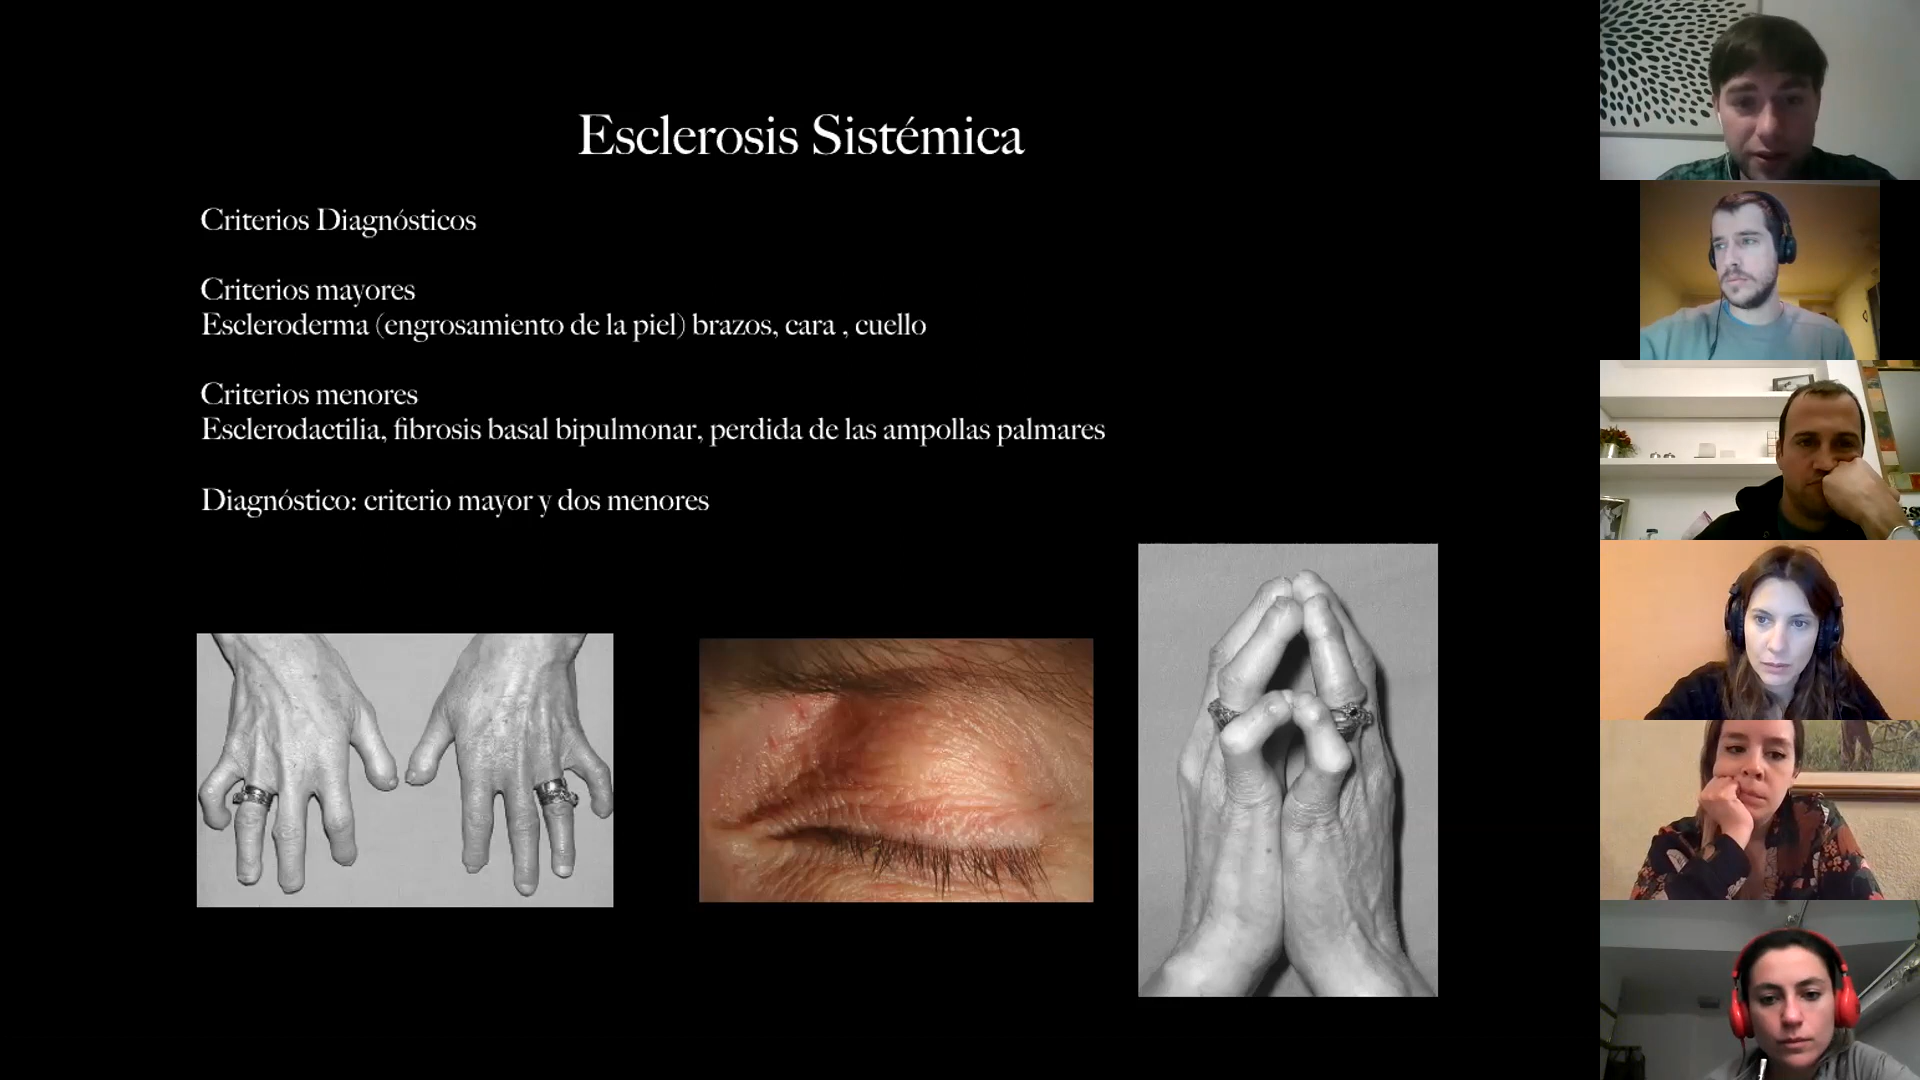 Esclerosis Sistémica
Criterios Diagnósticos
Criterios mayores
Escleroderma (engrosamiento de la piel) brazos, cara , cuello
Criterios menores
Esclerodactilia, fibrosis basal bipulmonar, perdida de las ampollas palmares
Diagnóstico: criterio mayor y dos menores